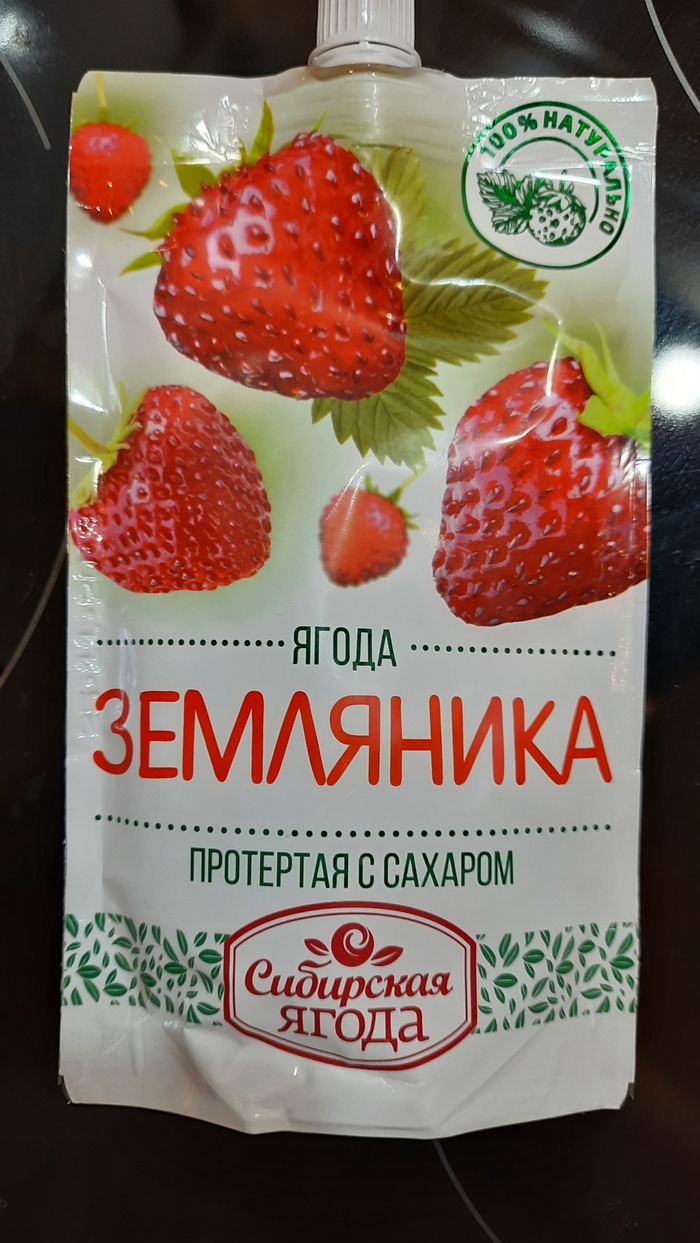 100% НАТУРАЛЬНО
ЯГОДА
ЗЕМЛЯНИКА
ПРОТЕРТАЯ С САХАРОМ
Сибирская
ягода